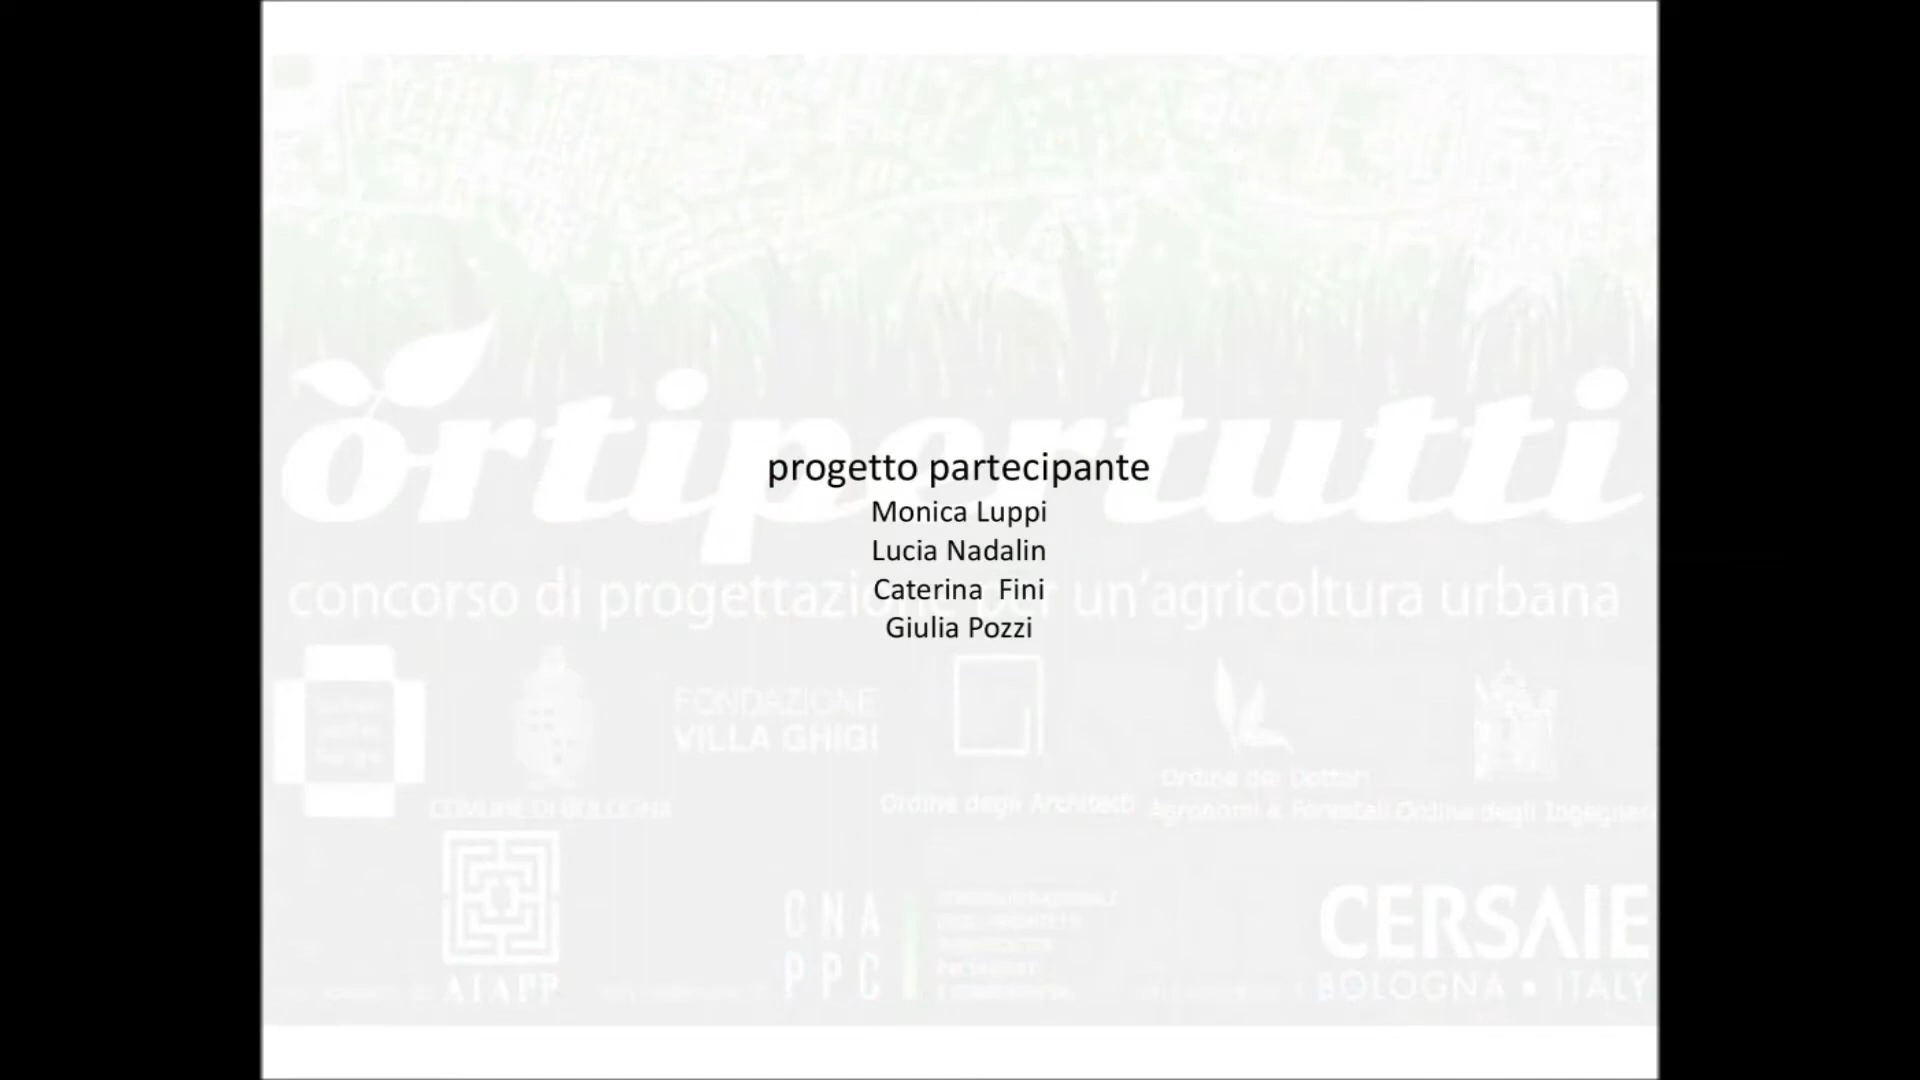 ortipertutti
progetto partecipante
Monica Luppi
Lucia Nadalin
Caterina Fini
Giulia Pozzi
concorso di progettazione per un'agricoltura urbana
FONDAZIONE
VILLA GHIGI
COMUNE DI BOLOGNA
Ordine degli Architetti
Ordine dei Dottori
Agronomi e Forestali
Ordine degli Ingegneri
AIAPP
CNA
PPC
CERSAIE
BOLOGNA ▪ ITALY